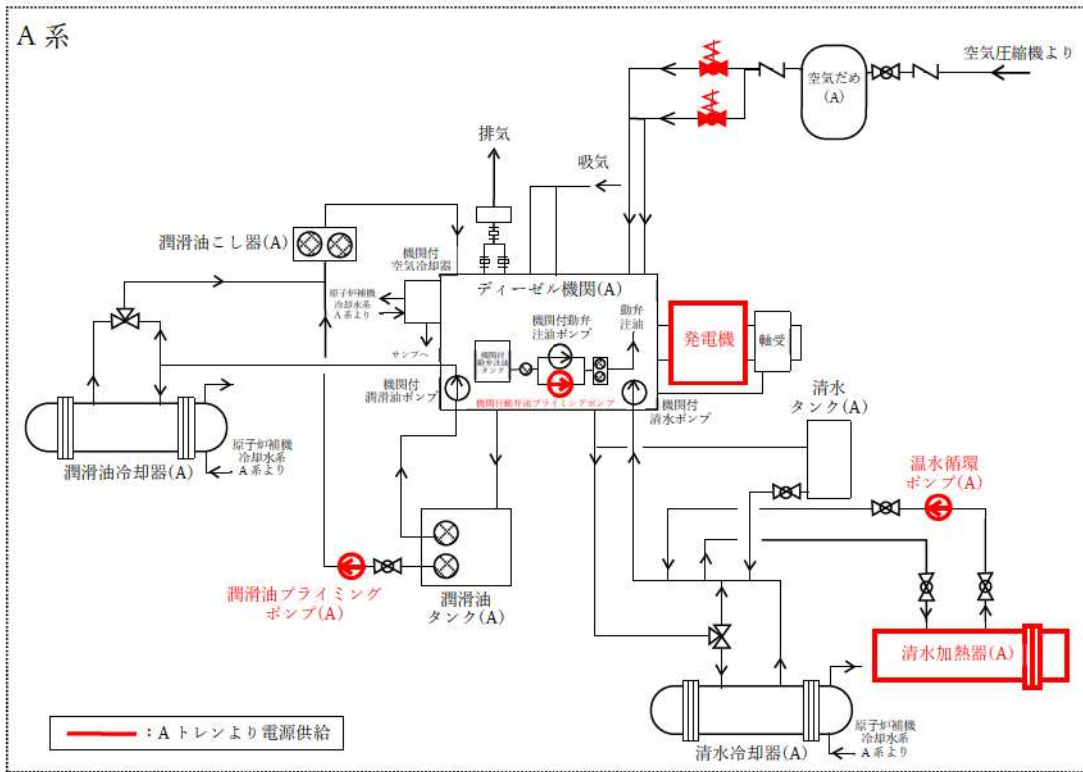 A 系
空気圧縮機より
空気だめ
(A)
排気
吸気
潤滑油こし器(A)
機関付
空気冷却器
原子炉補機
冷却水系
A 系より
サンプへ
ディーゼル機関(A)
機関付動弁
注油ポンプ
動弁
注油
機関付
動弁注油
タンク
機関付動弁油プライミングポンプ
発電機
軸受
機関付
潤滑油ポンプ
機関付
清水ポンプ
清水
タンク(A)
原子炉補機
冷却水系
A 系より
潤滑油冷却器(A)
温水循環
ポンプ(A)
潤滑油プライミング
ポンプ(A)
潤滑油
タンク(A)
清水加熱器(A)
原子炉補機
冷却水系
A 系より
清水冷却器(A)
：A トレンより電源供給